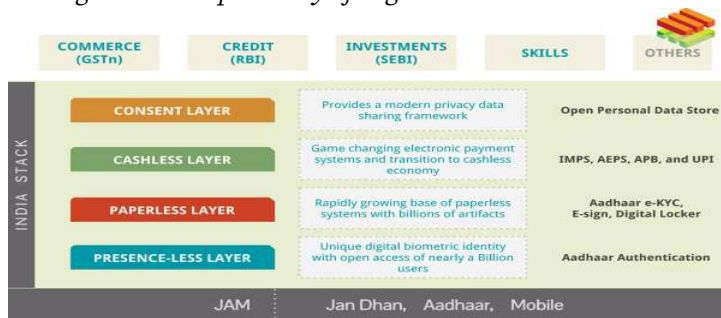 COMMERCE (GSTn)
CREDIT (RBI)
INVESTMENTS (SEBI)
SKILLS
OTHERS
INDIA STACK
CONSENT LAYER
Provides a modern privacy data
sharing framework
Open Personal Data Store
CASHLESS LAYER
Game changing electronic payment
systems and transition to cashless
economy
IMPS, AEPS, APB, and UPI
PAPERLESS LAYER
Rapidly growing base of paperless
systems with billions of artifacts
Aadhaar e-KYC,
E-sign, Digital Locker
PRESENCE-LESS LAYER
Unique digital biometric identity
with open access of nearly a Billion
users
Aadhaar Authentication
JAM
Jan Dhan, Aadhaar, Mobile